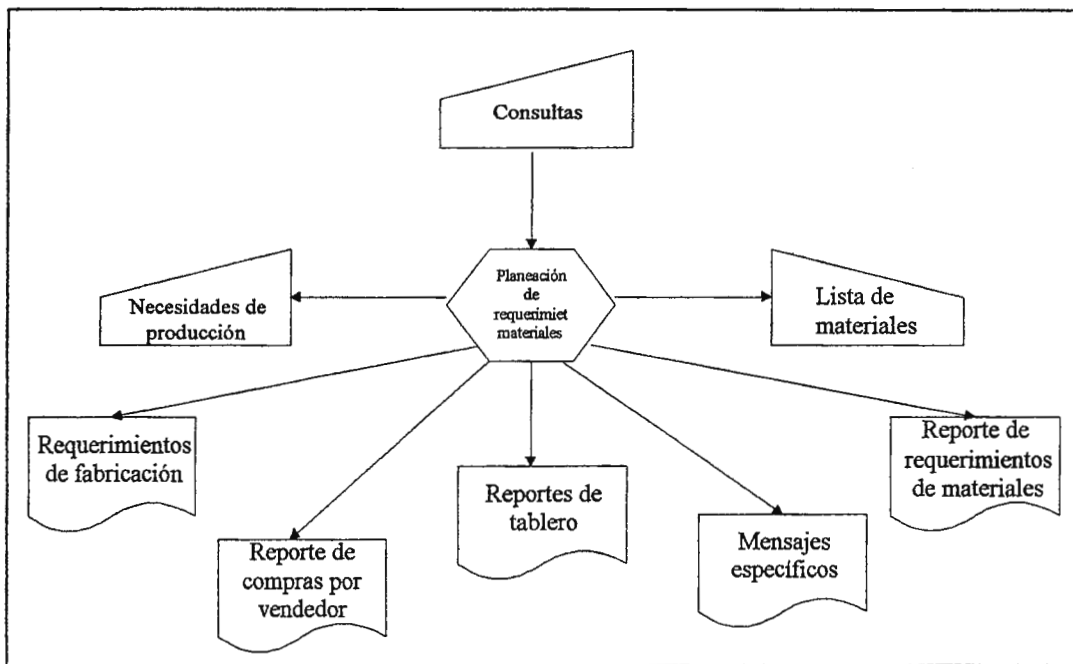 Consultas
Planeación
de
requerimiet
materiales
Necesidades de
producción
Lista de
materiales
Requerimientos
de fabricación
Reporte de
compras por
vendedor
Reportes de
tablero
Mensajes
específicos
Reporte de
requerimientos
de materiales